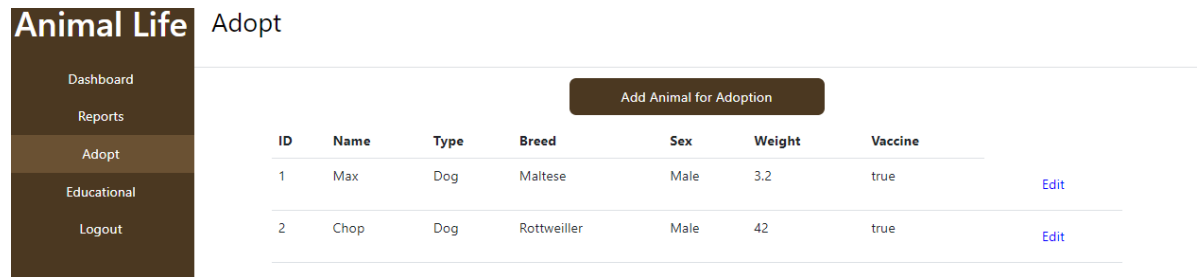 Animal Life
Adopt
Dashboard
Reports
Adopt
Educational
Logout
Add Animal for Adoption
ID Name Type Breed Sex Weight Vaccine
1 Max Dog Maltese Male 3.2 true Edit
2 Chop Dog Rottweiller Male 42 true Edit